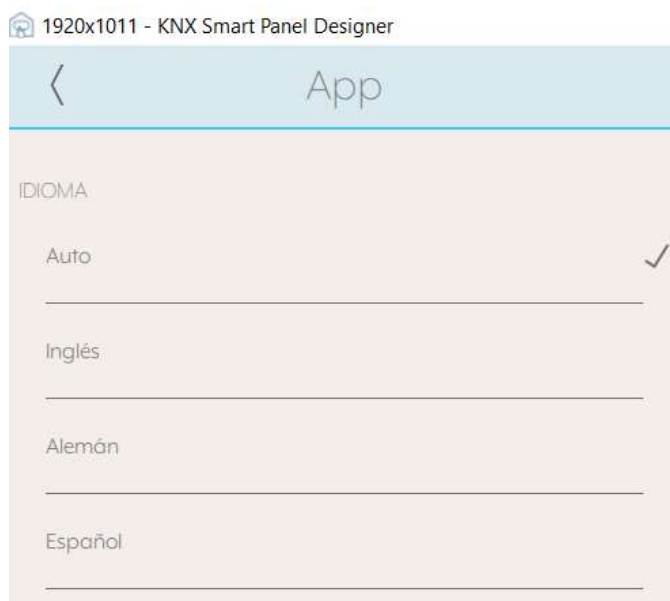 1920x1011 - KNX Smart Panel Designer
App
IDIOMA
Auto
Inglés
Alemán
Español